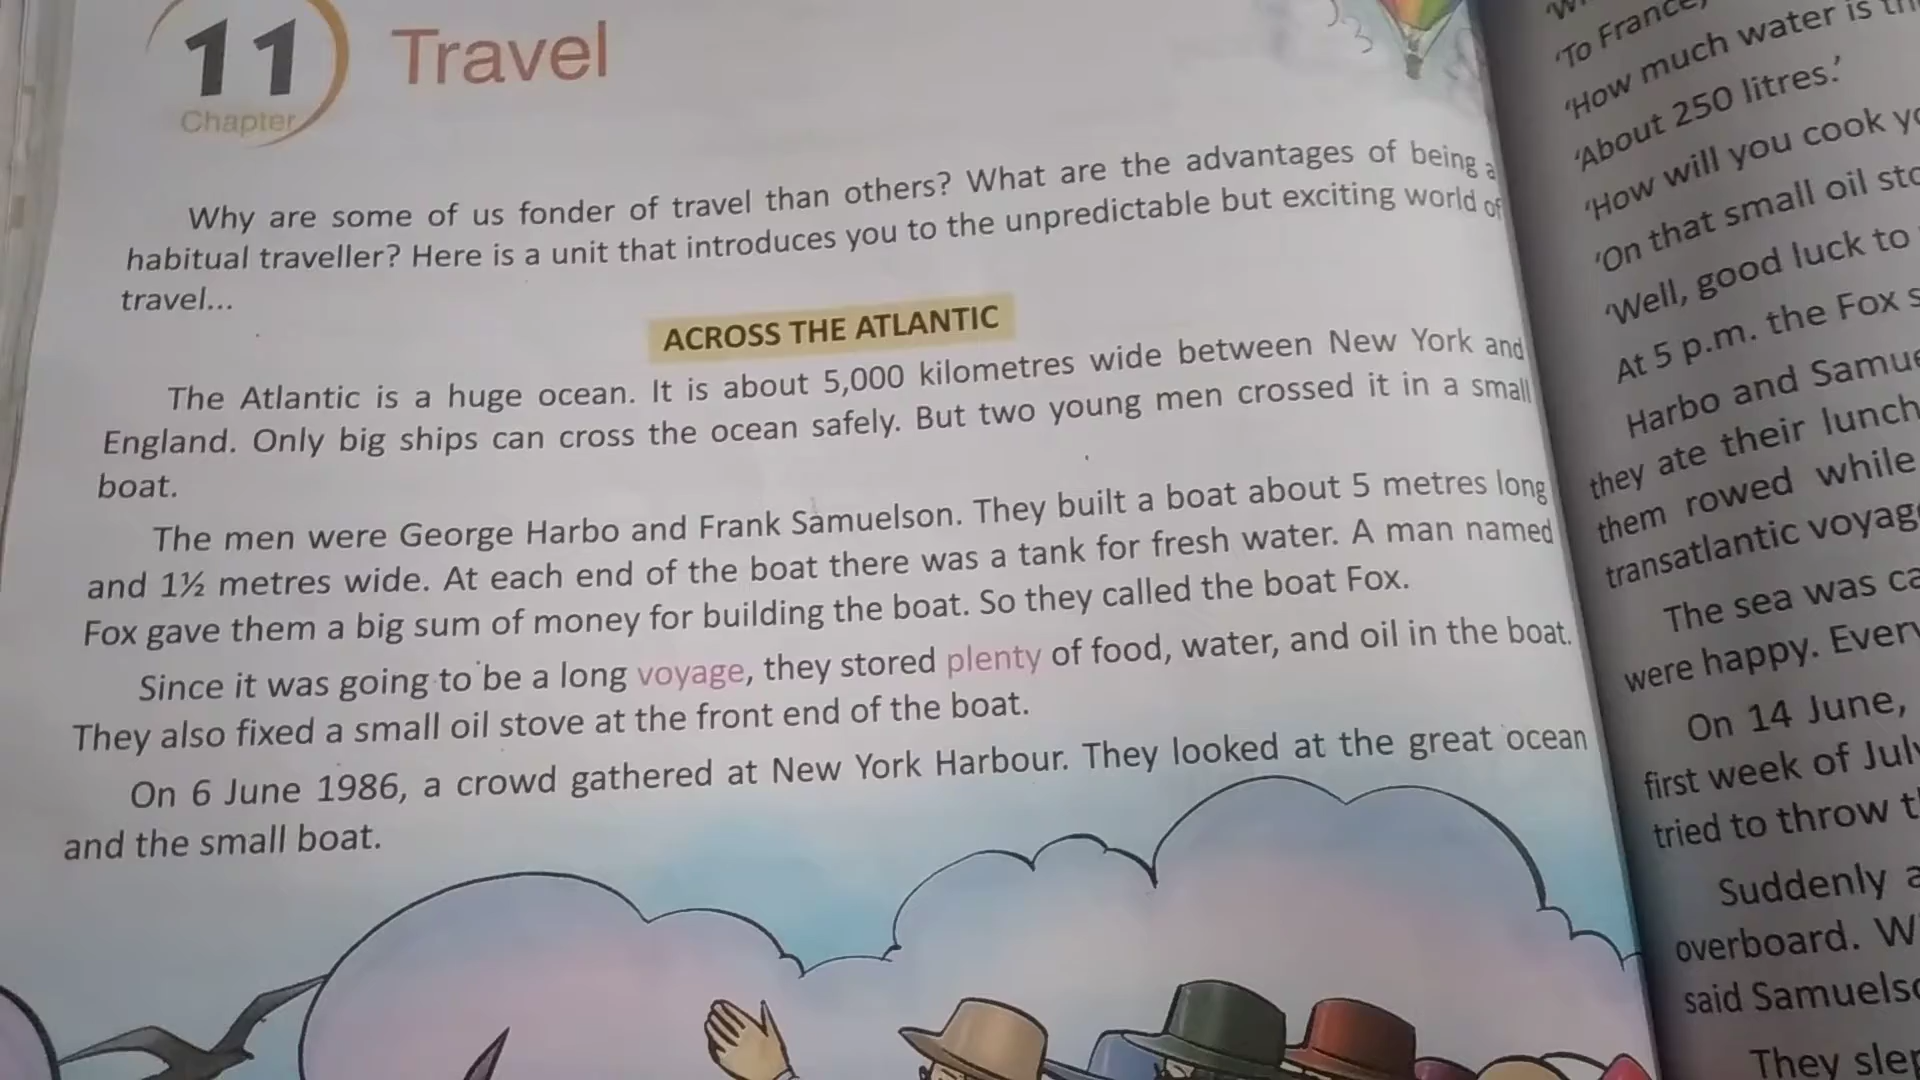 11
Chapter
Travel
Why are some of us fonder of travel than others? What are the advantages of being a
habitual traveller? Here is a unit that introduces you to the unpredictable but exciting world of
travel...
ACROSS THE ATLANTIC
The Atlantic is a huge ocean. It is about 5,000 kilometres wide between New York and
England. Only big ships can cross the ocean safely. But two young men crossed it in a small
boat.
The men were George Harbo and Frank Samuelson. They built a boat about 5 metres long
and 1½ metres wide. At each end of the boat there was a tank for fresh water. A man named
Fox gave them a big sum of money for building the boat. So they called the boat Fox.
Since it was going to be a long voyage, they stored plenty of food, water, and oil in the boat.
They also fixed a small oil stove at the front end of the boat.
On 6 June 1986, a crowd gathered at New York Harbour. They looked at the great ocean
and the small boat.
'To France,
'How much water is
'About 250 litres.'
'How will you cook
'On that small oil
'Well, good luck to
At 5 p.m. the Fox
Harbo and
they ate their lunch
them rowed while
transatlantic
The sea was
were happy.
On 14 June,
first week of
tried to throw
Suddenly
overboard.
said
They